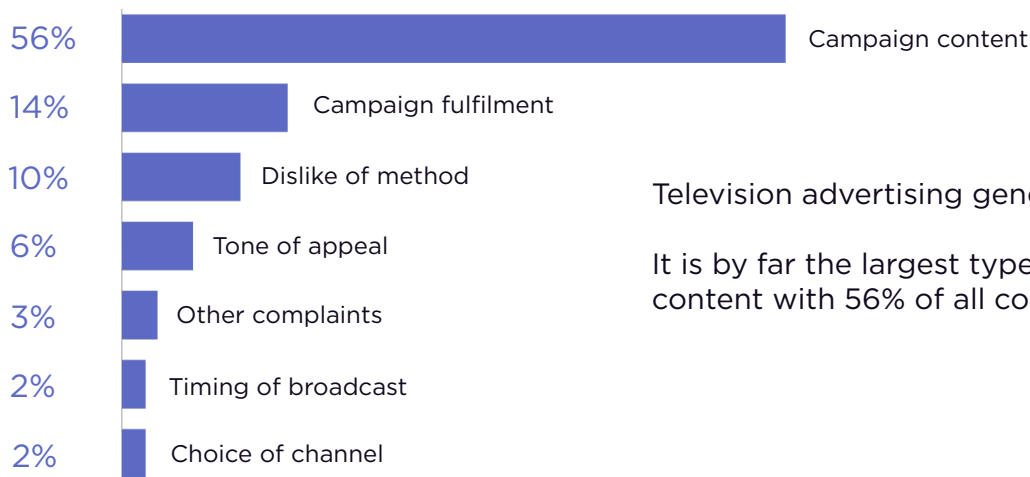 56% Campaign content
14% Campaign fulfilment
10% Dislike of method
6% Tone of appeal
3% Other complaints
2% Timing of broadcast
2% Choice of channel
Television advertising
It is by far the largest type
content with 56% of all